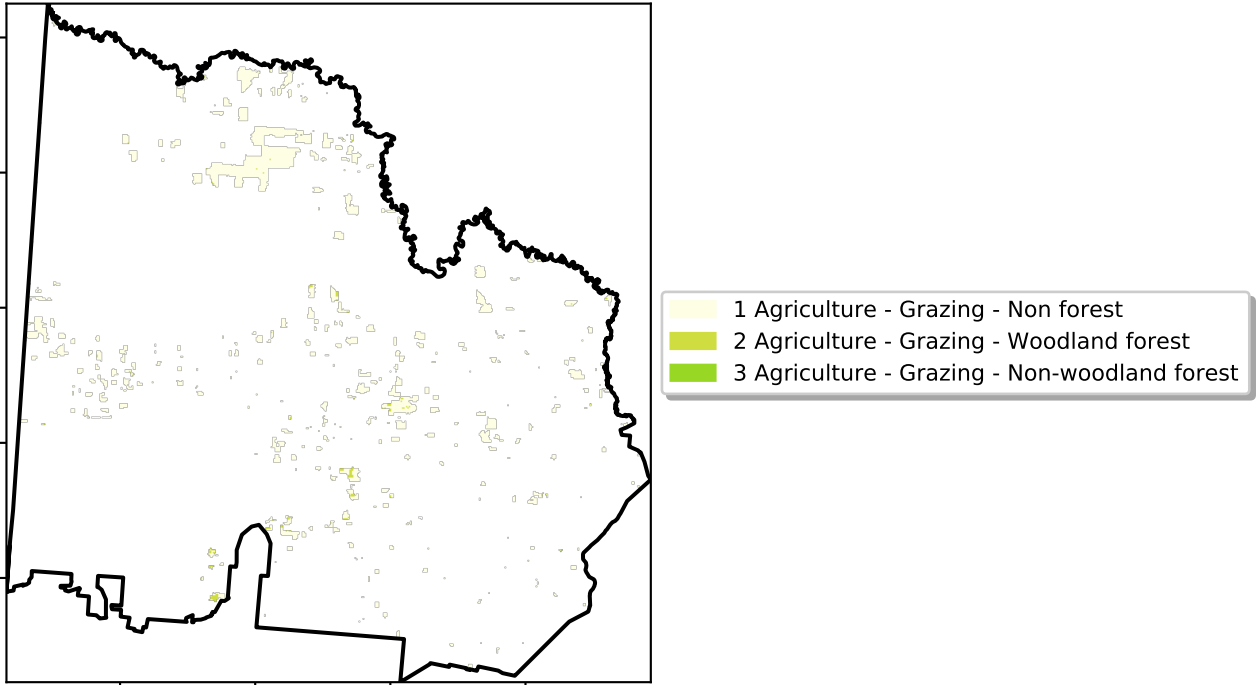 1 Agriculture - Grazing - Non forest
2 Agriculture - Grazing - Woodland forest
3 Agriculture - Grazing - Non-woodland forest